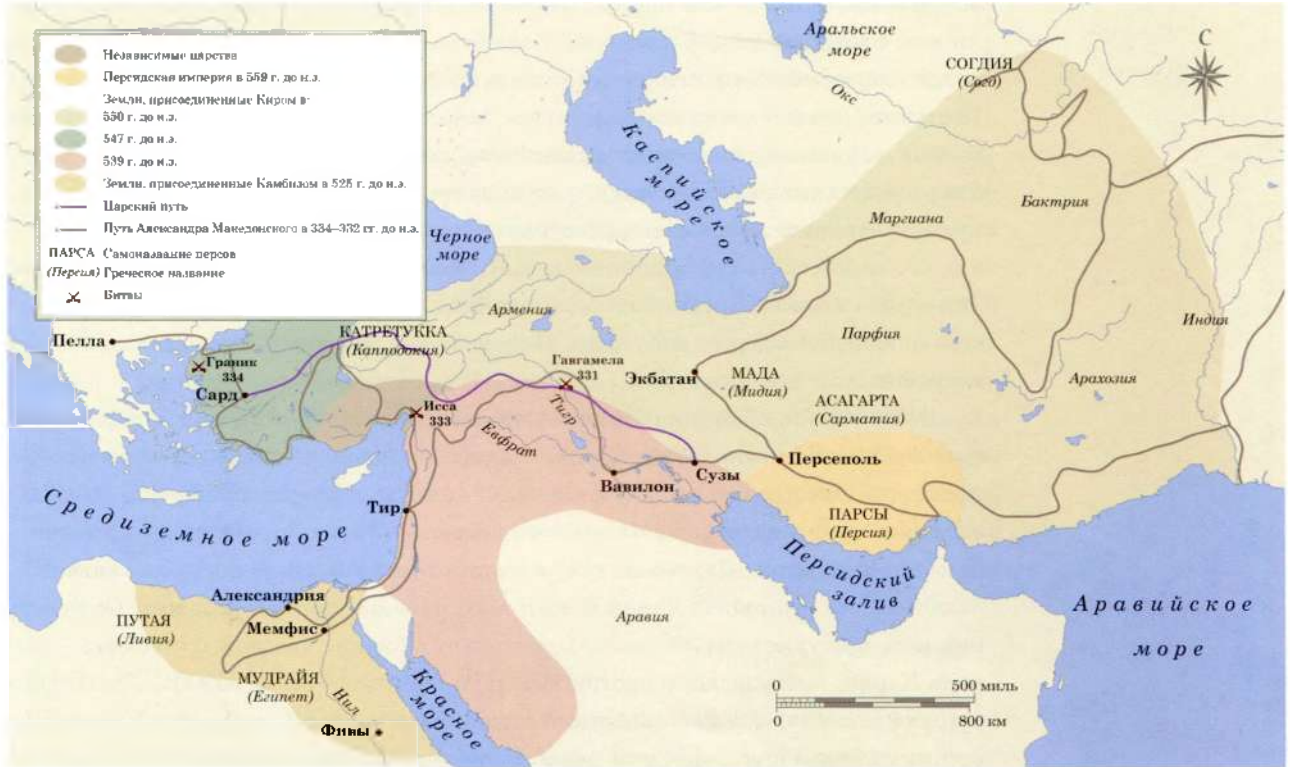 Независимые царства
Персидская империя в 559 г. до н.э.
Земли, присоединенные Киром в:
550 г. до н.э.
547 г. до н.э.
539 г. до н.э.
Земли, присоединенные Камбизом в 525 г. до н.э.
Царский путь
Путь Александра Македонского в 334–332 гг. до н.э.
ПАРСА Самоназвание персов
(Персия) Греческое название
Битвы
Аральское
море
СОГДИЯ
(Согд)
С
Окс
Каспийское
море
Бактрия
Маргиана
Черное
море
Армения
Индия
КАТРЕТУККА
(Капподокия)
Парфия
Пелла
Граник
334
Гавгамела
331
Экбатан
МАДА
(Мидия)
Арахозия
Сард
Исса
333
Тигр
АСАГАРТА
(Сарматия)
Евфрат
Вавилон
Сузы
Персеполь
Средиземное море
Тир
ПАРСЫ
(Персия)
Персидский
залив
Александрия
Мемфис
ПУТАЯ
(Ливия)
Аравия
Аравийское
море
МУДРАЙЯ
(Египет)
Нил
Красное
море
Фивы
0 500 миль
0 800 км